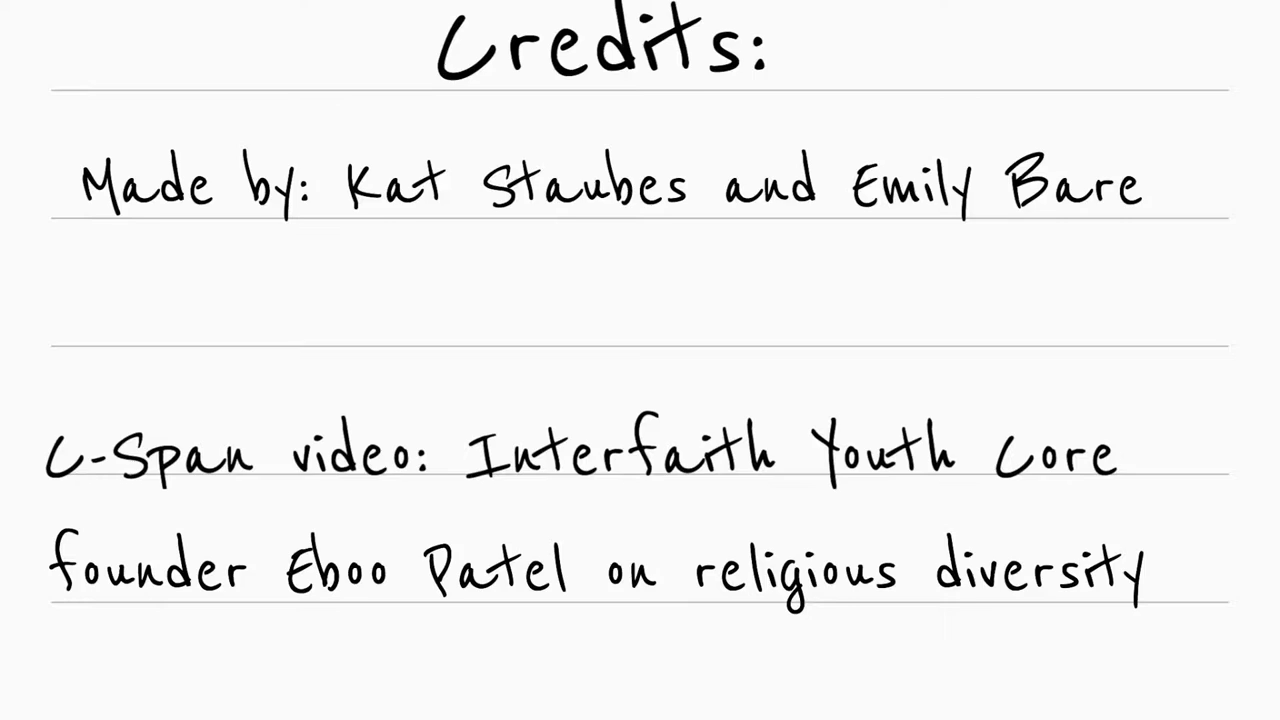 Credits:
Made by: Kat Staubes and Emily Bare
C-Span video: Interfaith Youth Core
founder Eboo Patel on religious diversity